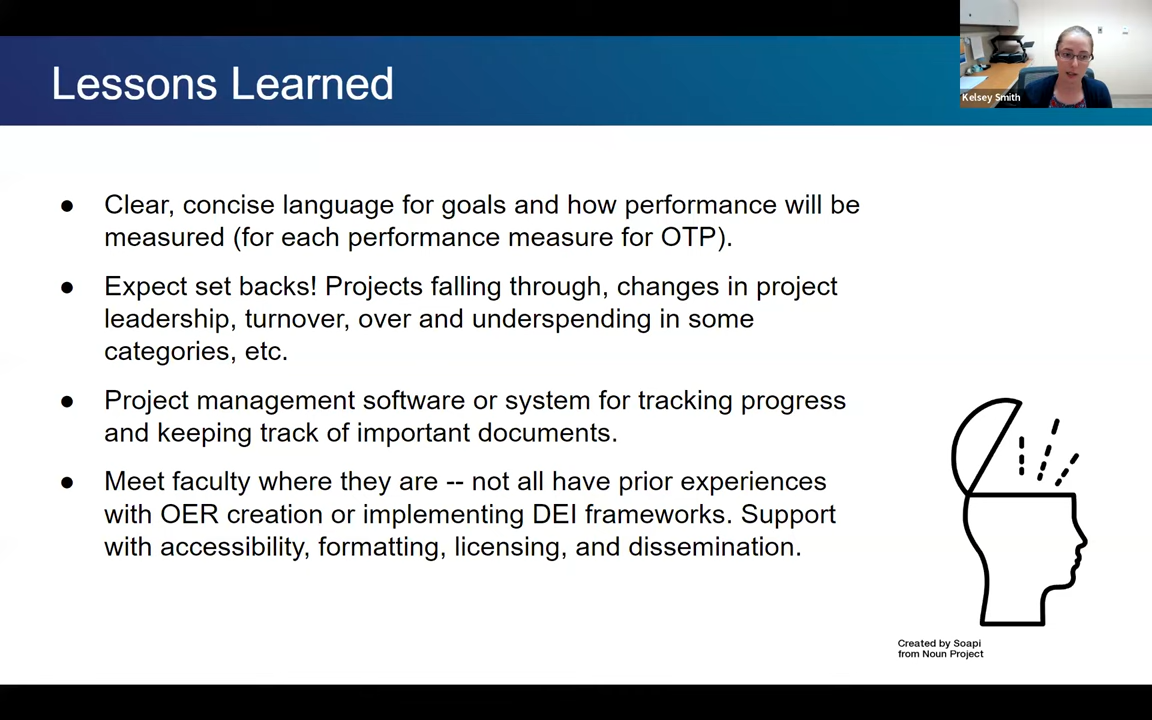 Lessons Learned
Kelsey Smith
● Clear, concise language for goals and how performance will be
measured (for each performance measure for OTP).
● Expect set backs! Projects falling through, changes in project
leadership, turnover, over and underspending in some
categories, etc.
● Project management software or system for tracking progress
and keeping track of important documents.
● Meet faculty where they are -- not all have prior experiences
with OER creation or implementing DEI frameworks. Support
with accessibility, formatting, licensing, and dissemination.
Created by Soapi
from Noun Project